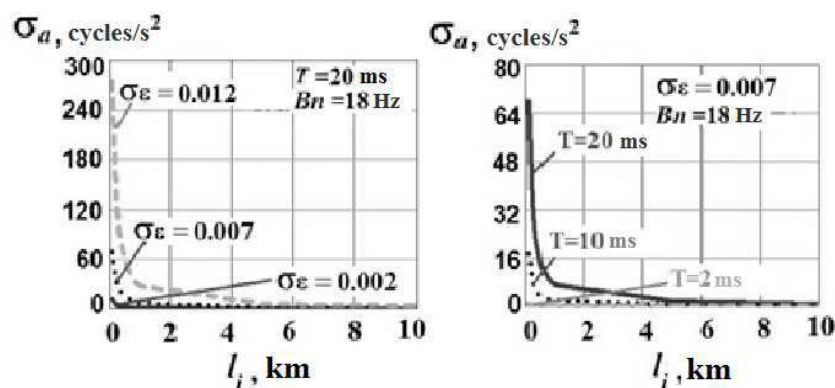 σa, cycles/s²
300
240
180
120
60
0
σε = 0.012
T = 20 ms
Bn = 18 Hz
σε = 0.007
σε = 0.002
0 2 4 6 8 10
li, km
σa, cycles/s²
80
64
48
32
16
0
σε = 0.007
Bn = 18 Hz
T=20 ms
T=10 ms
T=2 ms
0 2 4 6 8 10
li, km